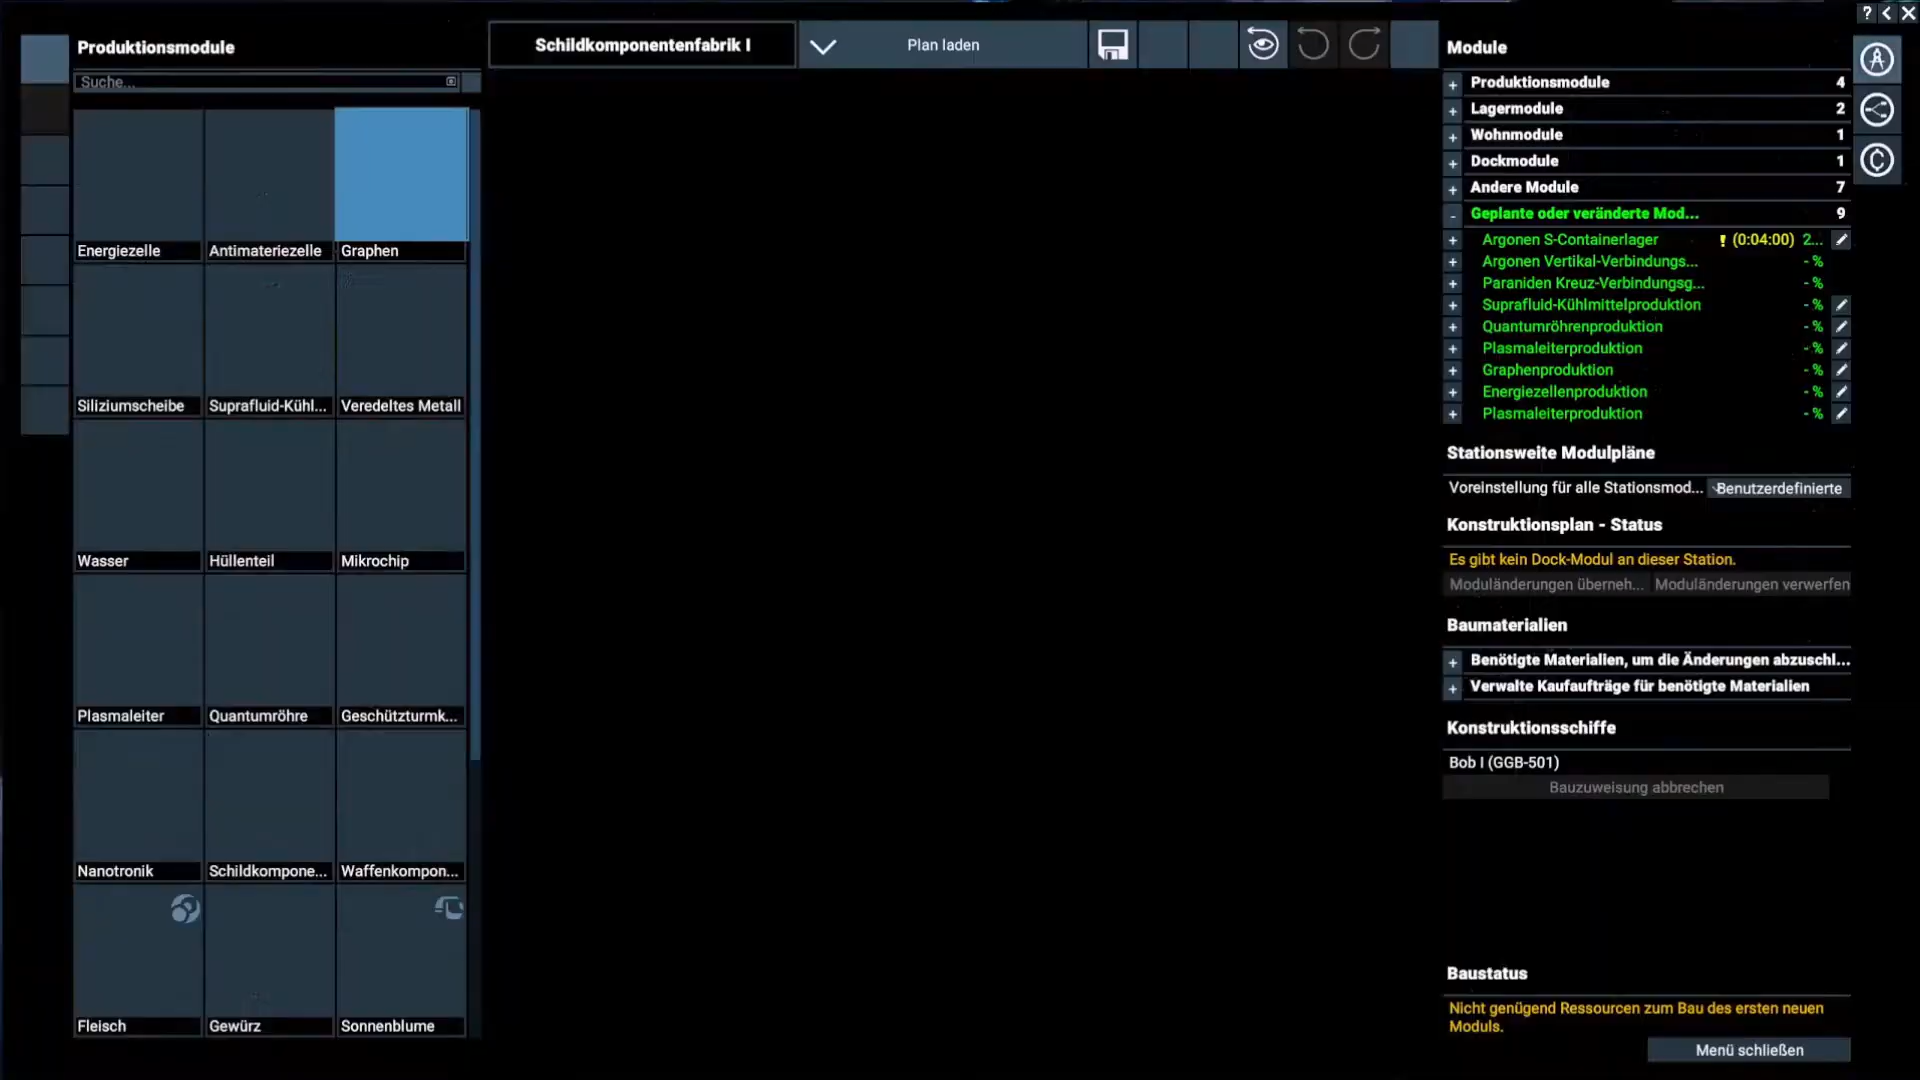 Produktionsmodule
Suche...
Energiezelle
Antimateriezelle
Graphen
Siliziumscheibe
Suprafluid-Kühl...
Veredeltes Metall
Wasser
Hüllenteil
Mikrochip
Plasmaleiter
Quantumröhre
Geschützturmk...
Nanotronik
Schildkompone...
Waffenkompon...
Fleisch
Gewürz
Sonnenblume
Schildkomponentenfabrik I
Plan laden
? < X
Module
+ Produktionsmodule 4
+ Lagermodule 2
+ Wohnmodule 1
+ Dockmodule 1
+ Andere Module 7
- Geplante oder veränderte Mod... 9
+ Argonen S-Containerlager ! (0:04:00) 2...
+ Argonen Vertikal-Verbindungs... - %
+ Paraniden Kreuz-Verbindungsg... - %
+ Suprafluid-Kühlmittelproduktion - %
+ Quantumröhrenproduktion - %
+ Plasmaleiterproduktion - %
+ Graphenproduktion - %
+ Energiezellenproduktion - %
+ Plasmaleiterproduktion - %
Stationsweite Modulpläne
Voreinstellung für alle Stationsmod... Benutzerdefinierte
Konstruktionsplan - Status
Es gibt kein Dock-Modul an dieser Station.
Moduländerungen überneh... Moduländerungen verwerfen
Baumaterialien
+ Benötigte Materialien, um die Änderungen abzuschl...
+ Verwalte Kaufaufträge für benötigte Materialien
Konstruktionsschiffe
Bob I (GGB-501)
Bauzuweisung abbrechen
Baustatus
Nicht genügend Ressourcen zum Bau des ersten neuen
Moduls.
Menü schließen